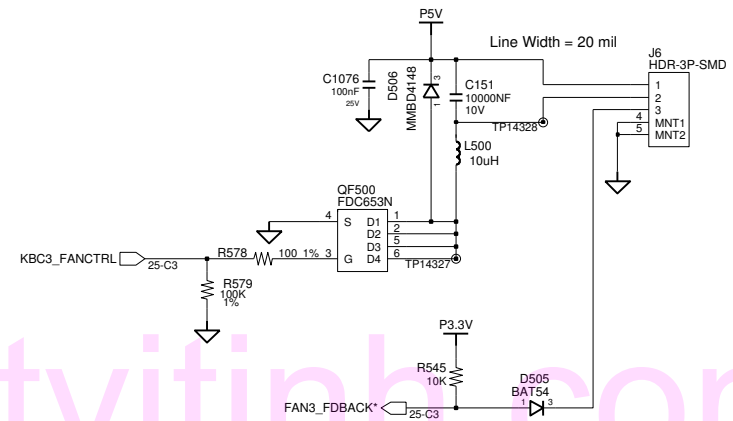 P5V
Line Width = 20 mil
J6
HDR-3P-SMD
C1076
100nF
25V
D506
MMBD4148
3
1
C151
10000NF
10V
1
2
3
4 MNT1
5 MNT2
TP14328
L500
10uH
QF500
FDC653N
4 S D1 1
D2 2
D3 5
3 G D4 6
TP14327
KBC3_FANCTRL
25-C3
R578
100 1%
R579
100K
1%
P3.3V
R545
10K
D505
BAT54
1 3
FAN3_FDBACK*
25-C3
tvitinh.com